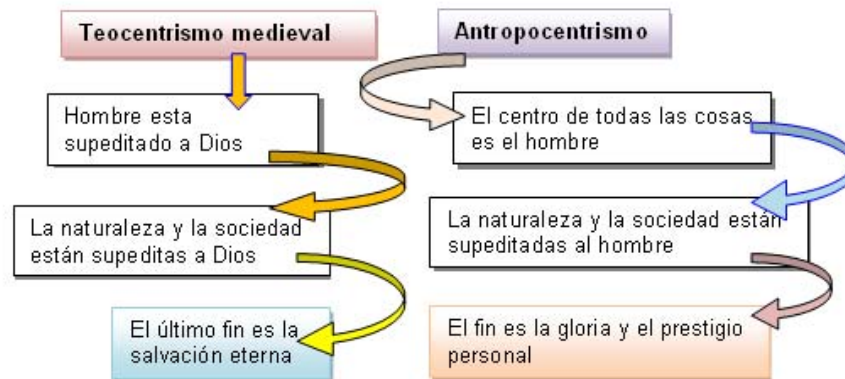 Teocentrismo medieval
Hombre esta
supeditado a Dios
La naturaleza y la sociedad
están supeditas a Dios
El último fin es la
salvación eterna
Antropocentrismo
El centro de todas las cosas
es el hombre
La naturaleza y la sociedad están
supeditadas al hombre
El fin es la gloria y el prestigio
personal